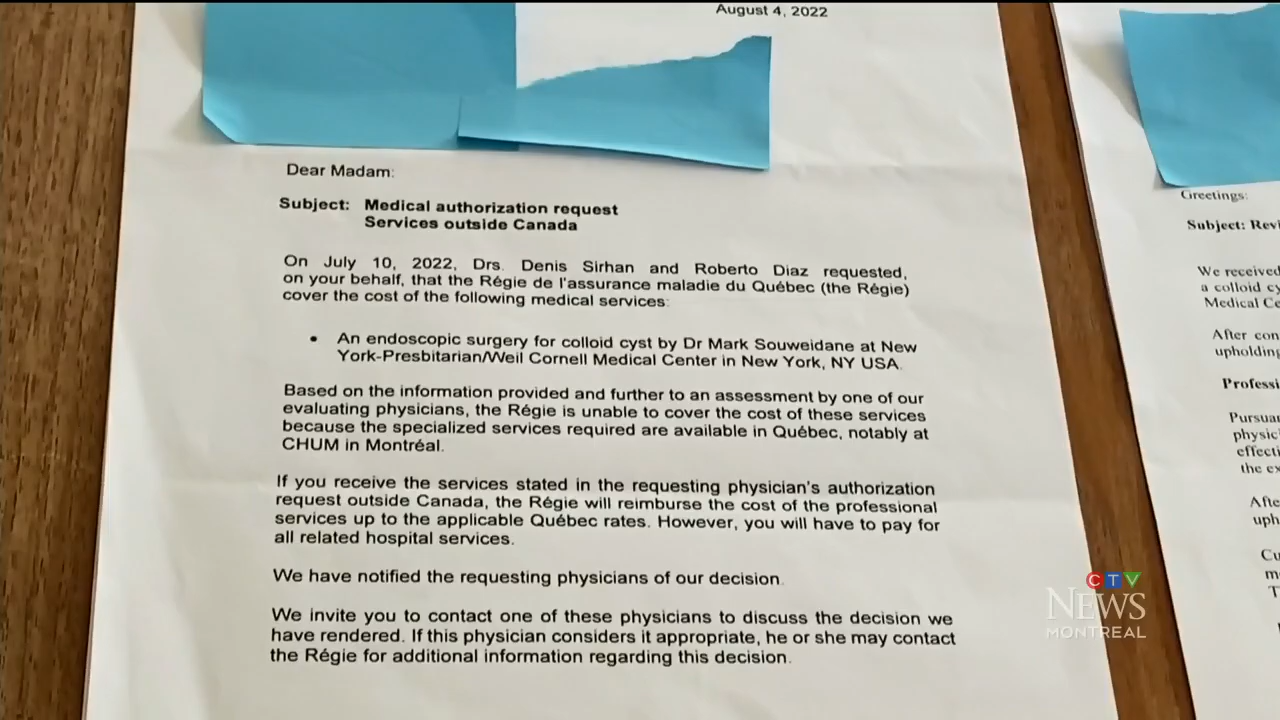 August 4, 2022
Dear Madam:
Subject: Medical authorization request
Services outside Canada
On July 10, 2022, Drs. Denis Sirhan and Roberto Diaz requested,
on your behalf, that the Régie de l'assurance maladie du Québec (the Régie)
cover the cost of the following medical services:
• An endoscopic surgery for colloid cyst by Dr Mark Souweidane at New
York-Presbitarian/Weil Cornell Medical Center in New York, NY USA.
Based on the information provided and further to an assessment by one of our
evaluating physicians, the Régie is unable to cover the cost of these services
because the specialized services required are available in Québec, notably at
CHUM in Montréal.
If you receive the services stated in the requesting physician's authorization
request outside Canada, the Régie will reimburse the cost of the professional
services up to the applicable Québec rates. However, you will have to pay for
all related hospital services.
We have notified the requesting physicians of our decision.
We invite you to contact one of these physicians to discuss the decision we
have rendered. If this physician considers it appropriate, he or she may contact
the Régie for additional information regarding this decision.
Greetings:
Subject: Revi
We received
a colloid cy
Medical Ce
After con
upholding
Professi
Pursua
physic
effecti
the ex
Afte
uph
Cu
m
T
CTV
NEWS
MONTREAL